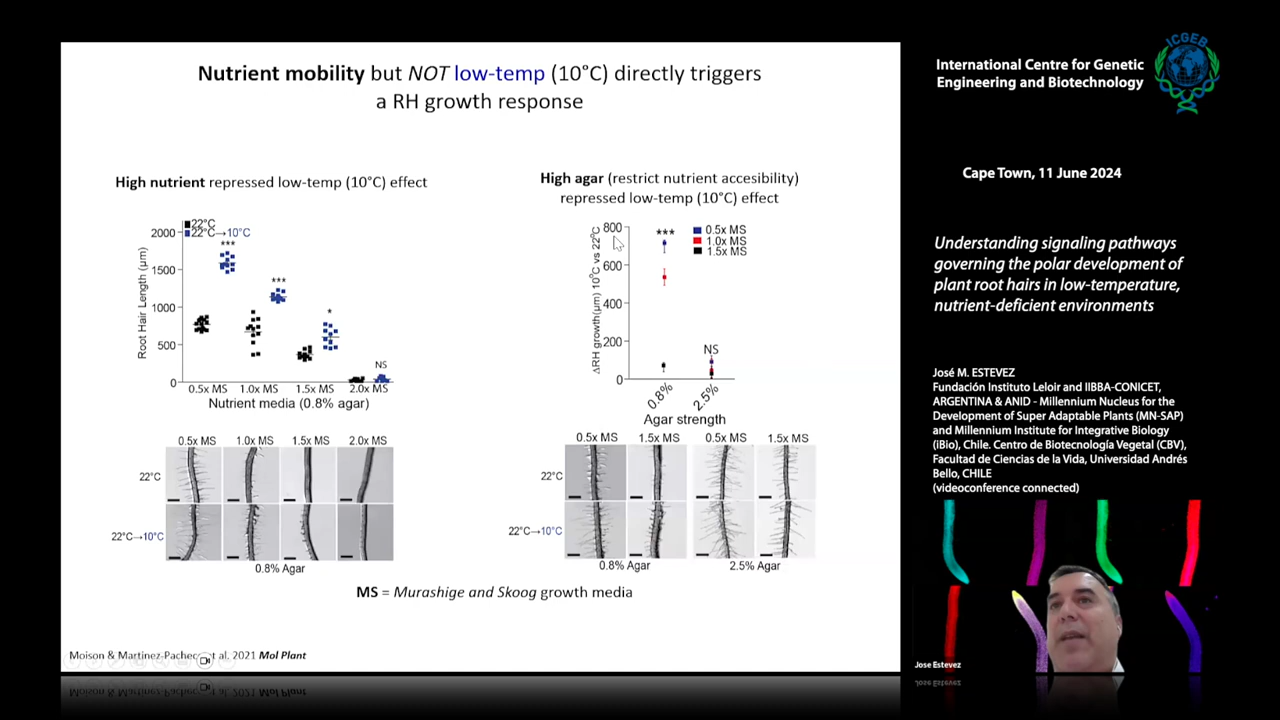 Nutrient mobility but NOT low-temp (10°C) directly triggers
a RH growth response
High nutrient repressed low-temp (10°C) effect
22°C
22°C→10°C
2000
1500
1000
500
0
Root Hair Length (µm)
***
***
*
NS
0.5x MS 1.0x MS 1.5x MS 2.0x MS
Nutrient media (0.8% agar)
0.5x MS 1.0x MS 1.5x MS 2.0x MS
22°C
22°C→10°C
0.8% Agar
High agar (restrict nutrient accesibility)
repressed low-temp (10°C) effect
800
600
400
200
0
ΔRH growth(µm) 10°C vs 22°C
***
NS
0.5x MS
1.0x MS
1.5x MS
0.8% 2.5%
Agar strength
0.5x MS 1.5x MS 0.5x MS 1.5x MS
22°C
22°C→10°C
0.8% Agar 2.5% Agar
MS = Murashige and Skoog growth media
Moison & Martinez-Pachec et al. 2021 Mol Plant
International Centre for Genetic
Engineering and Biotechnology
ICGEB
Cape Town, 11 June 2024
Understanding signaling pathways
governing the polar development of
plant root hairs in low-temperature,
nutrient-deficient environments
José M. ESTEVEZ
Fundación Instituto Leloir and IIBBA-CONICET,
ARGENTINA & ANID - Millennium Nucleus for the
Development of Super Adaptable Plants (MN-SAP)
and Millennium Institute for Integrative Biology
(iBio), Chile. Centro de Biotecnología Vegetal (CBV),
Facultad de Ciencias de la Vida, Universidad Andrés
Bello, CHILE
(videoconference connected)
Jose Estevez